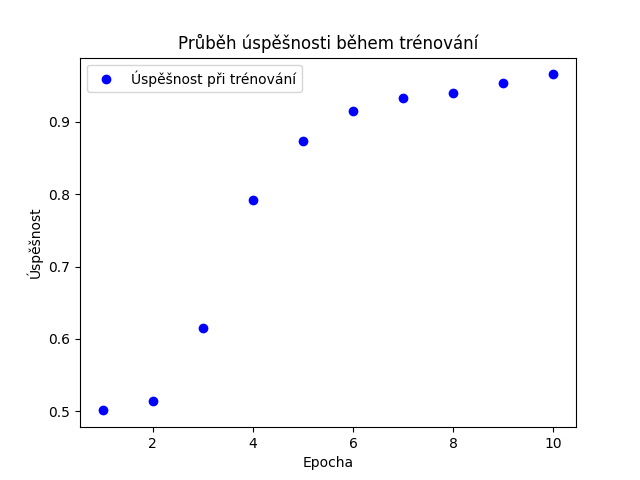 Průběh úspěšnosti během trénování
Úspěšnost při trénování
Úspěšnost
0.9
0.8
0.7
0.6
0.5
2 4 6 8 10
Epocha